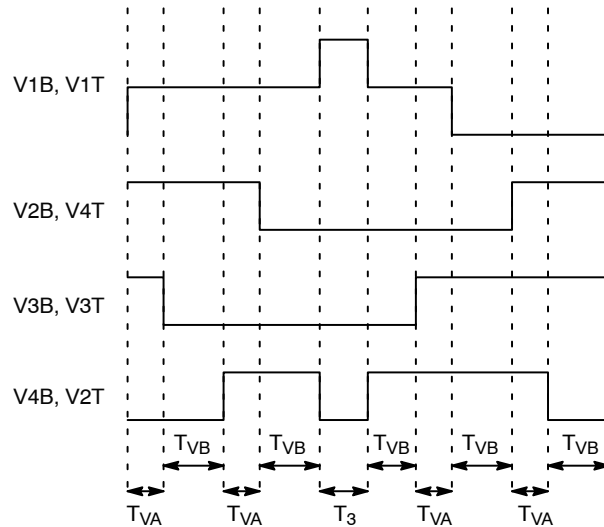 V1B, V1T
V2B, V4T
V3B, V3T
V4B, V2T
TVB TVB TVB TVB TVB
TVA TVA T3 TVA TVA